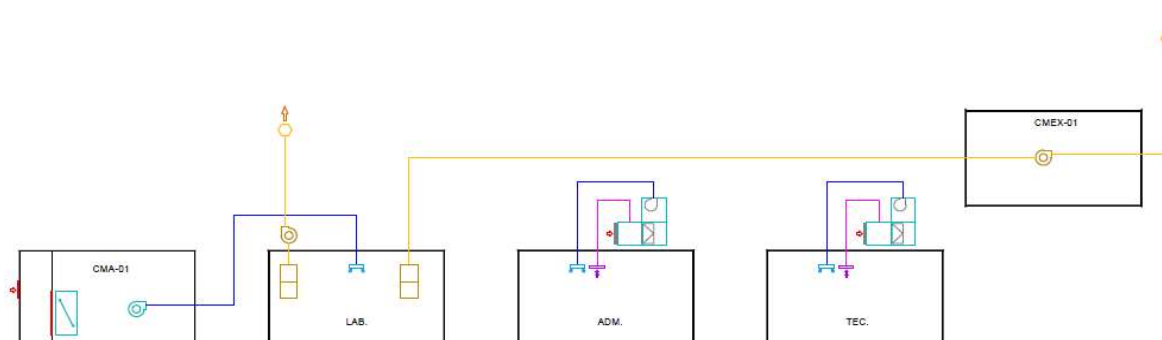 CMEX-01
CMA-01
LAB.
ADM.
TEC.